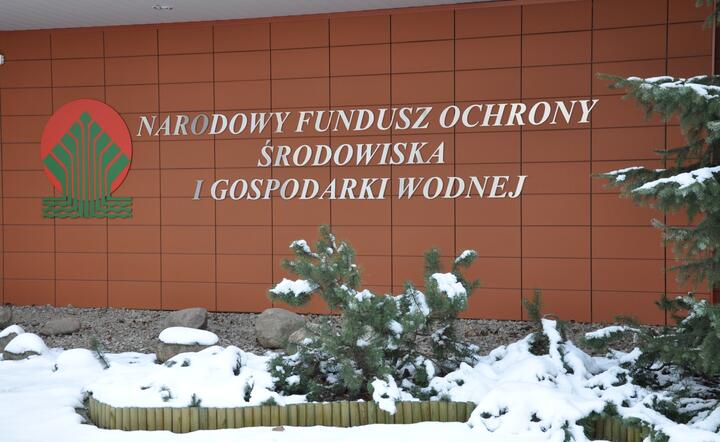 NARODOWY FUNDUSZ OCHRONY
ŚRODOWISKA
I GOSPODARKI WODNEJ